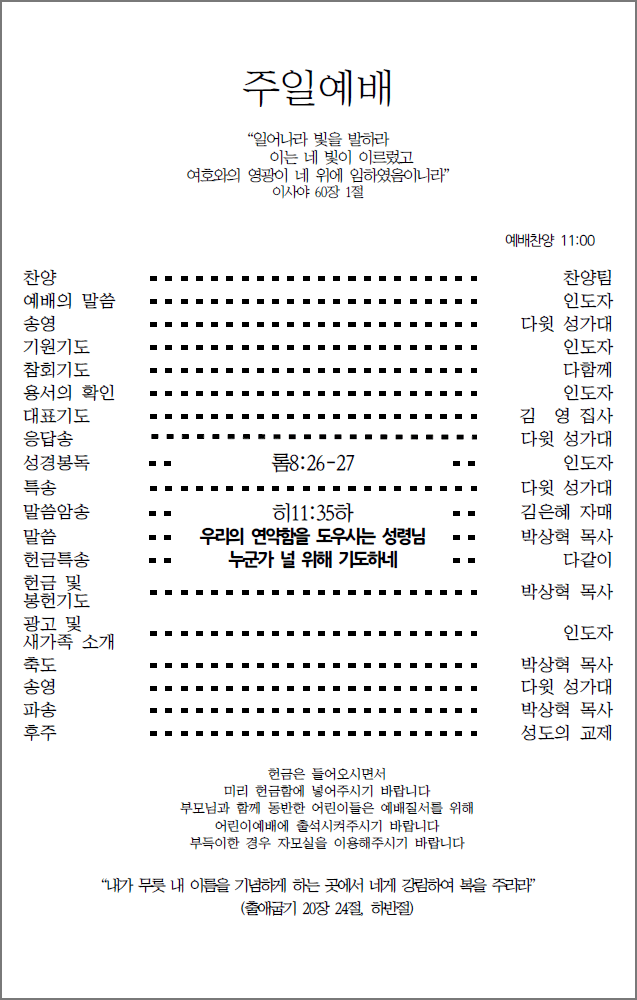 주일예배
“일어나라 빛을 발하라
이는 네 빛이 이르렀고
여호와의 영광이 네 위에 임하였음이니라”
이사야 60장 1절
예배찬양 11:00
찬양 찬양팀
예배의 말씀 인도자
송영 다윗 성가대
기원기도 인도자
참회기도 다함께
용서의 확인 인도자
대표기도 김 영 집사
응답송 다윗 성가대
성경봉독 롬8:26-27 인도자
특송 다윗 성가대
말씀암송 히11:35하 김은혜 자매
말씀 우리의 연약함을 도우시는 성령님 박상혁 목사
헌금특송 누군가 널 위해 기도하네 다같이
헌금 및
봉헌기도 박상혁 목사
광고 및
새가족 소개 인도자
축도 박상혁 목사
송영 다윗 성가대
파송 박상혁 목사
후주 성도의 교제
헌금은 들어오시면서
미리 헌금함에 넣어주시기 바랍니다
부모님과 함께 동반한 어린이들은 예배질서를 위해
어린이예배에 출석시켜주시기 바랍니다
부득이한 경우 자모실을 이용해주시기 바랍니다
“내가 무릇 내 이름을 기념하게 하는 곳에서 네게 강림하여 복을 주리라”
(출애굽기 20장 24절, 하반절)